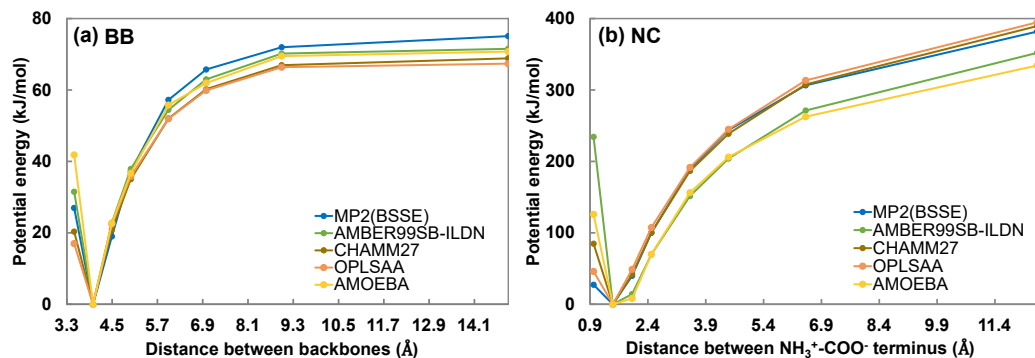 (a) BB
Potential energy (kJ/mol)
80
60
40
20
0
MP2(BSSE)
AMBER99SB-ILDN
CHAMM27
OPLSAA
AMOEBA
3.3 4.5 5.7 6.9 8.1 9.3 10.5 11.7 12.9 14.1
Distance between backbones (Å)
(b) NC
Potential energy (kJ/mol)
400
300
200
100
0
MP2(BSSE)
AMBER99SB-ILDN
CHAMM27
OPLSAA
AMOEBA
0.9 2.4 3.9 5.4 6.9 8.4 9.9 11.4
Distance between NH₃⁺-COO⁻ terminus (Å)